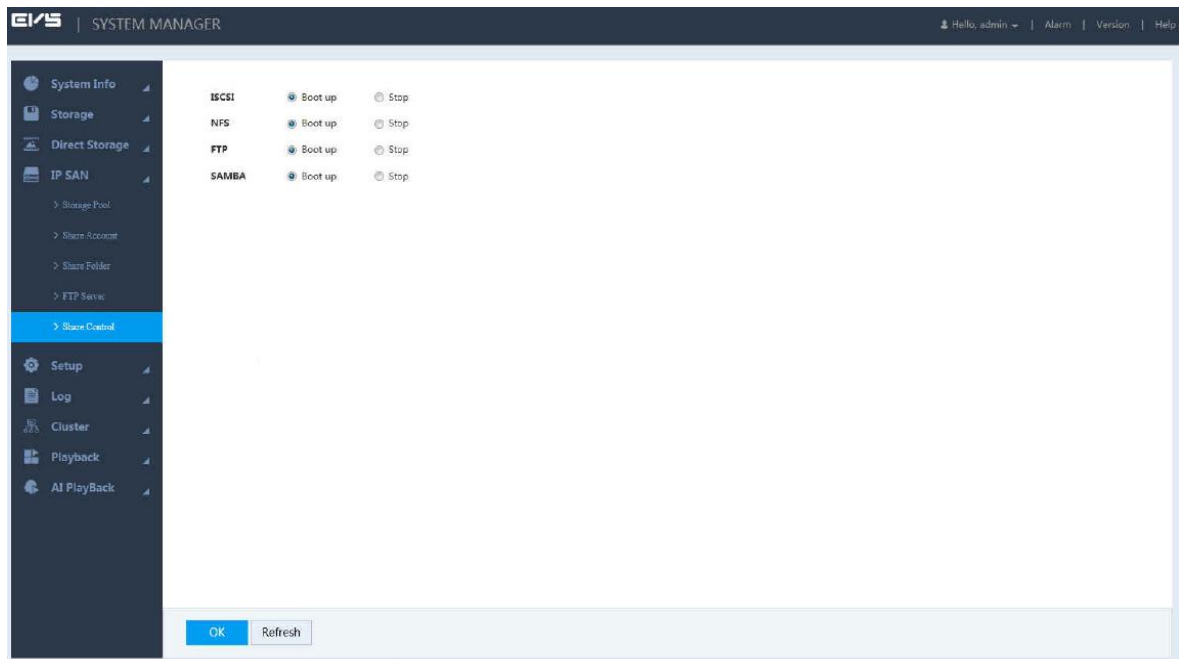 EVS | SYSTEM MANAGER
Hello, admin | Alarm | Version | Help
System Info
Storage
Direct Storage
IP SAN
> Storage Pool
> Share Account
> Share Folder
> FTP Server
> Share Control
Setup
Log
Cluster
Playback
AI PlayBack
ISCSI Boot up Stop
NFS Boot up Stop
FTP Boot up Stop
SAMBA Boot up Stop
OK Refresh